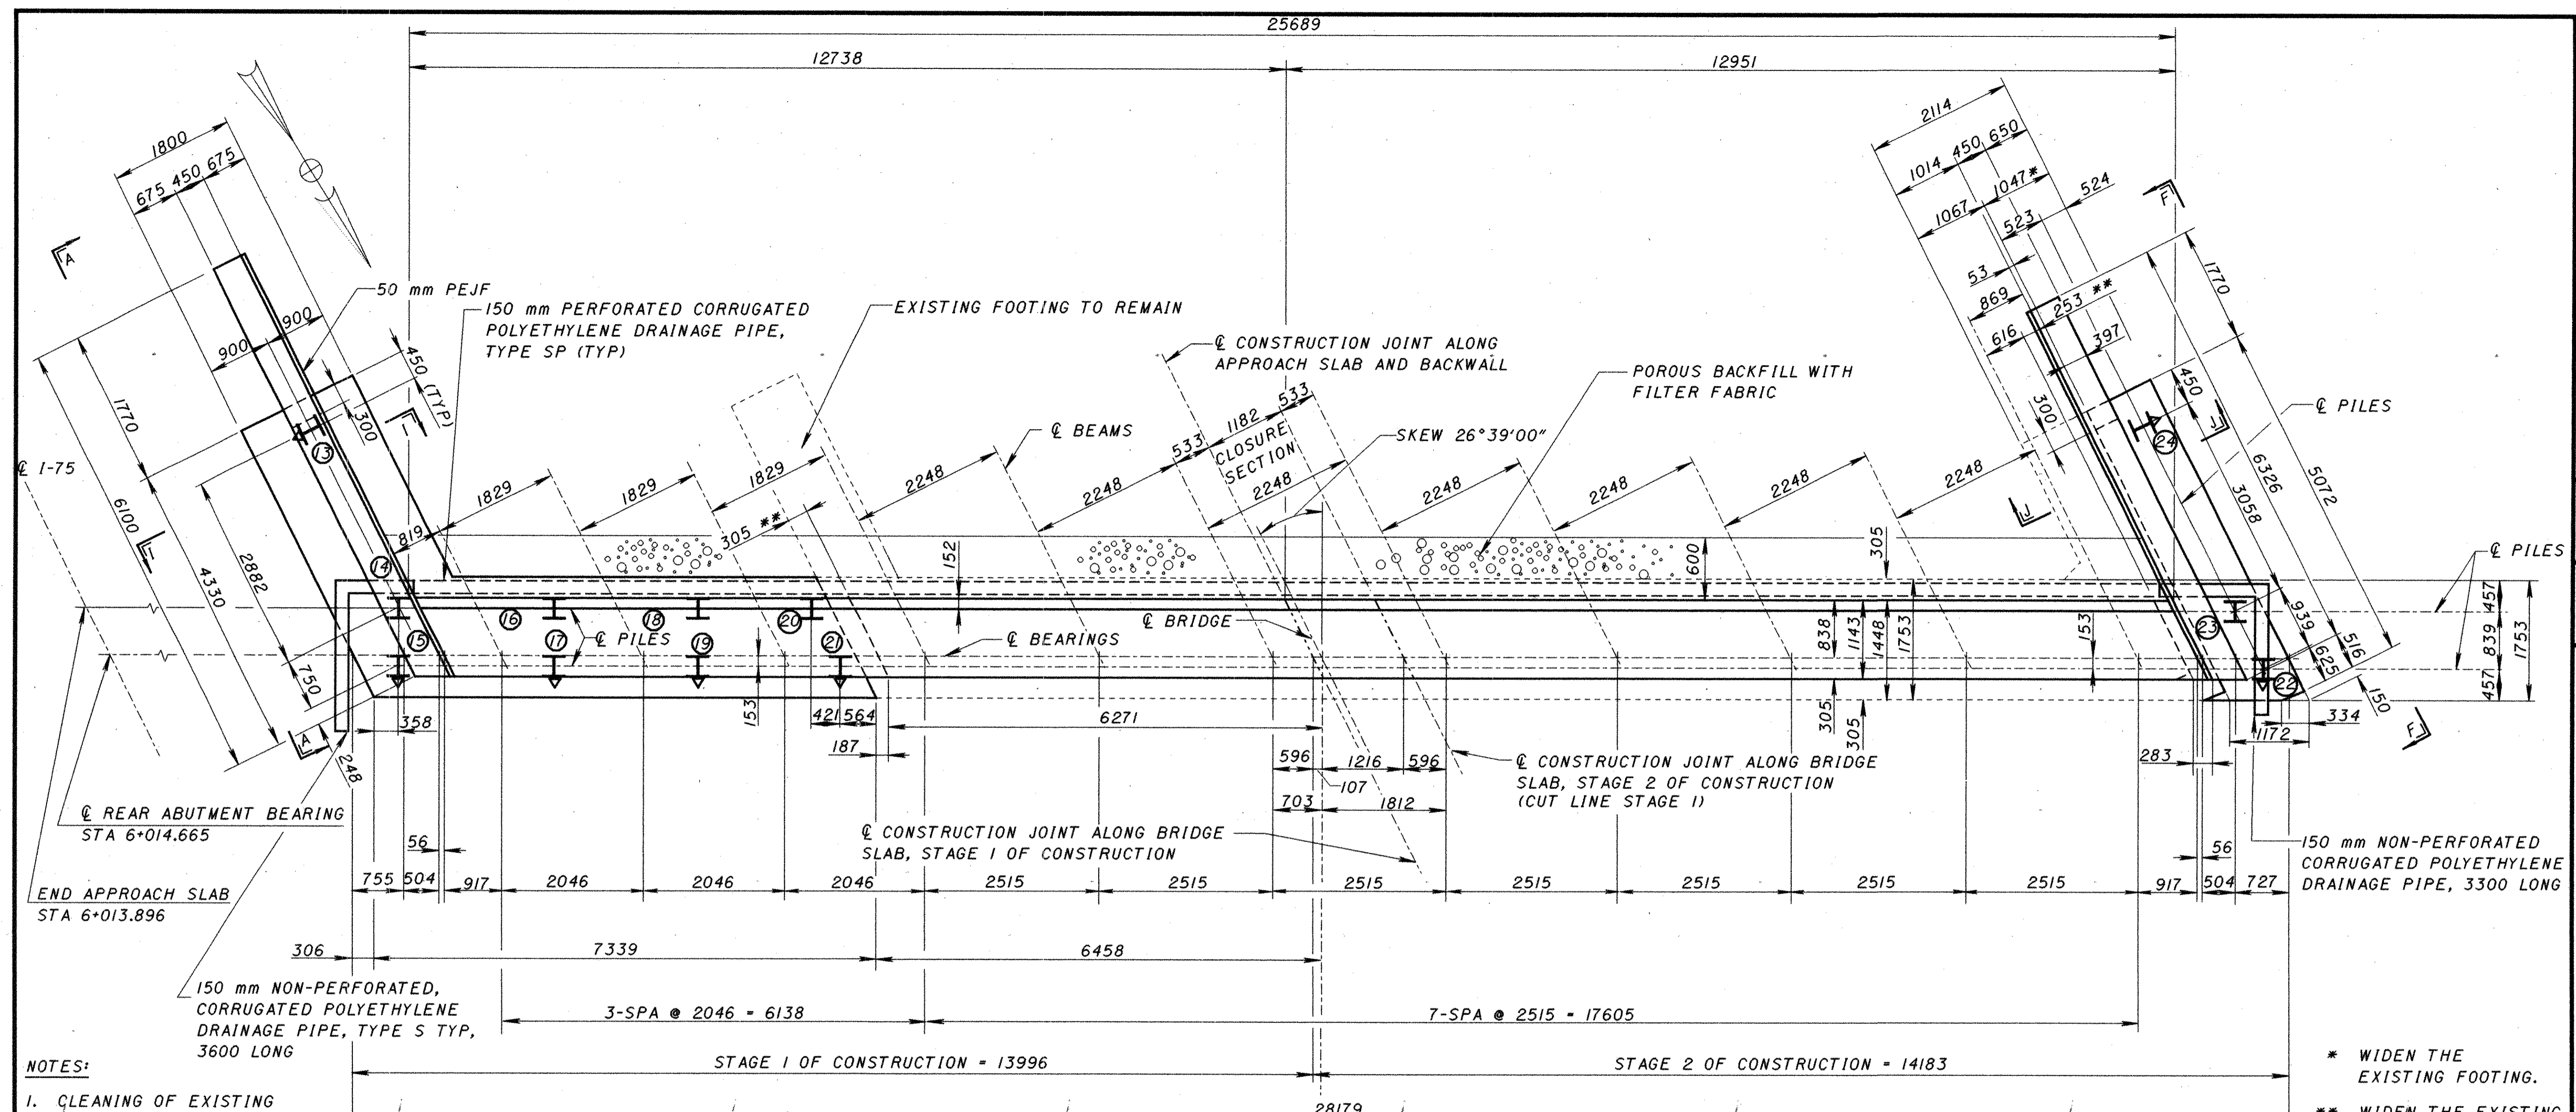 25689
12738
12951
1800
675
450
675
2114
1014
450
650
1067
1047*
524
523
53
869
253 **
616
397
A
F
50 mm PEJF
150 mm PERFORATED CORRUGATED
POLYETHYLENE DRAINAGE PIPE,
TYPE SP (TYP)
EXISTING FOOTING TO REMAIN
℄ CONSTRUCTION JOINT ALONG
APPROACH SLAB AND BACKWALL
POROUS BACKFILL WITH
FILTER FABRIC
900
900
450 (TYP)
300
1770
6100
4330
2882
750
248
13
I
I
℄ I-75
℄ BEAMS
533
1182
533
CLOSURE
SECTION
SKEW 26°39'00"
1829
1829
1829
2248
2248
2248
2248
2248
2248
2248
819
305 **
152
600
305
300
450
1770
℄ PILES
24
J
J
6326
5072
3058
939
516
625
150
℄ PILES
457
839
457
1753
14
15
16
17
18
19
20
21
22
23
℄ PILES
℄ BEARINGS
℄ BRIDGE
838
1143
1448
1753
153
153
305
305
358
421
564
187
6271
596
1216
596
107
703
1812
283
334
1172
A
F
℄ CONSTRUCTION JOINT ALONG BRIDGE
SLAB, STAGE 2 OF CONSTRUCTION
(CUT LINE STAGE 1)
℄ CONSTRUCTION JOINT ALONG BRIDGE
SLAB, STAGE 1 OF CONSTRUCTION
℄ REAR ABUTMENT BEARING
STA 6+014.665
END APPROACH SLAB
STA 6+013.896
56
56
150 mm NON-PERFORATED
CORRUGATED POLYETHYLENE
DRAINAGE PIPE, 3300 LONG
755
504
917
2046
2046
2046
2515
2515
2515
2515
2515
2515
2515
917
504
727
306
7339
6458
150 mm NON-PERFORATED,
CORRUGATED POLYETHYLENE
DRAINAGE PIPE, TYPE S TYP,
3600 LONG
3-SPA @ 2046 = 6138
7-SPA @ 2515 = 17605
STAGE 1 OF CONSTRUCTION = 13996
STAGE 2 OF CONSTRUCTION = 14183
28179
NOTES:
1. CLEANING OF EXISTING
* WIDEN THE
EXISTING FOOTING.
** WIDEN THE EXISTING